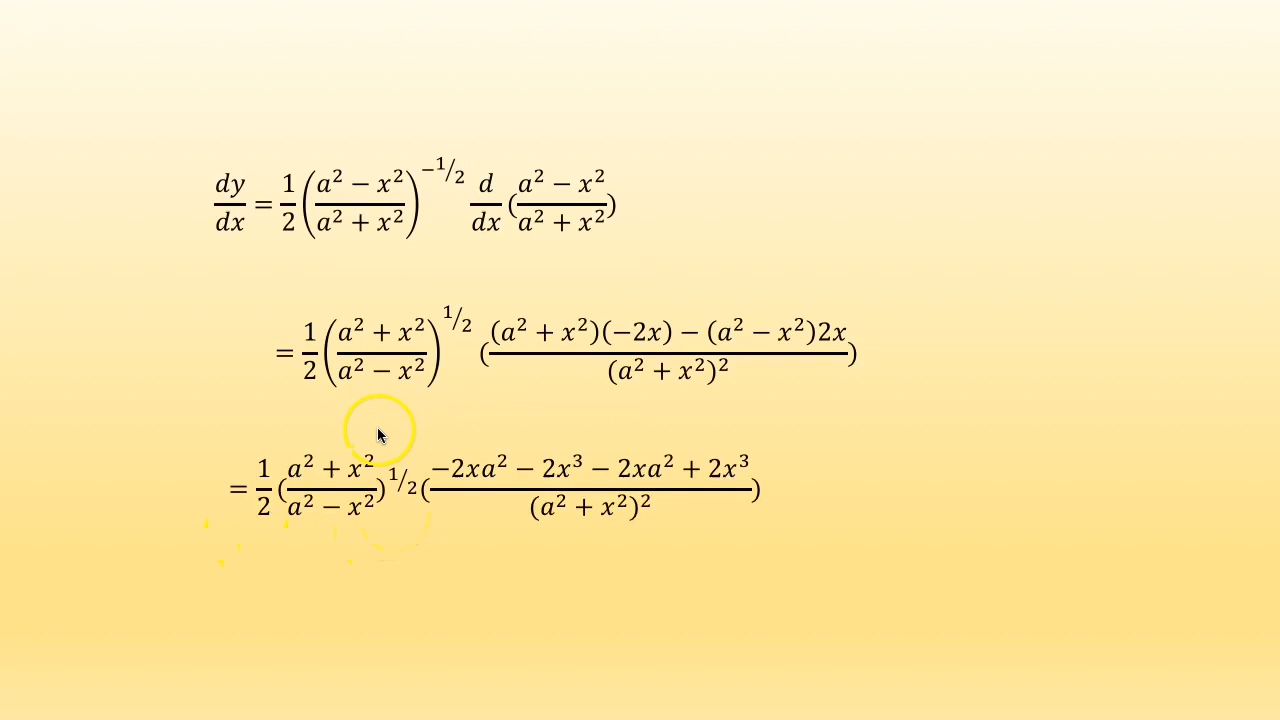 dy/dx = 1/2 ((a² − x²)/(a² + x²))^(−1/2) d/dx ((a² − x²)/(a² + x²))
= 1/2 ((a² + x²)/(a² − x²))^(1/2) (((a² + x²)(−2x) − (a² − x²)2x)/(a² + x²)²)
= 1/2 ((a² + x²)/(a² − x²))^(1/2) ((−2xa² − 2x³ − 2xa² + 2x³)/(a² + x²)²)